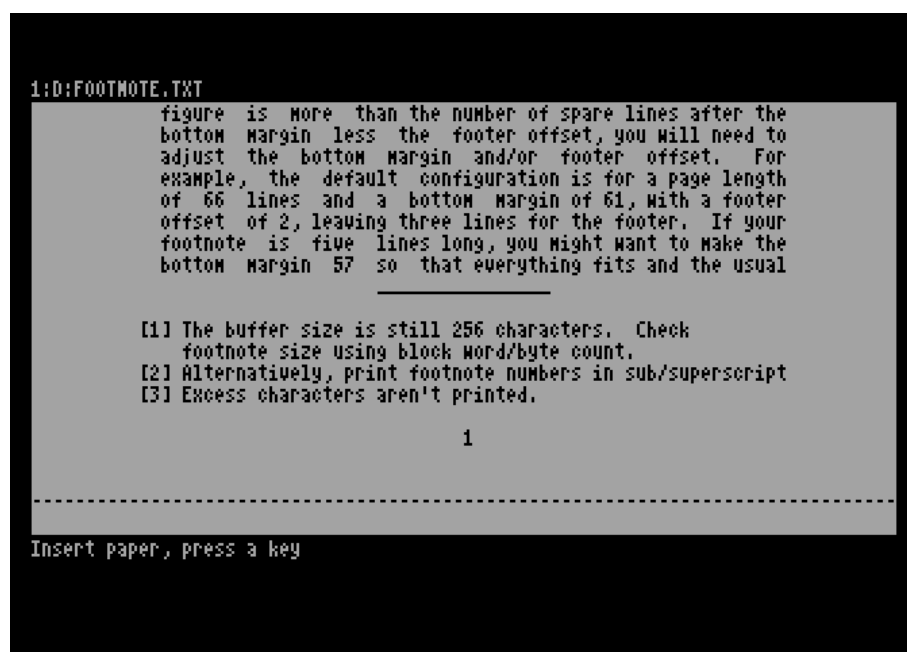 1:D:FOOTNOTE.TXT
figure is more than the number of spare lines after the
bottom margin less the footer offset, you will need to
adjust the bottom margin and/or footer offset. For
example, the default configuration is for a page length
of 66 lines and a bottom margin of 61, with a footer
offset of 2, leaving three lines for the footer. If your
footnote is five lines long, you might want to make the
bottom margin 57 so that everything fits and the usual
[1] The buffer size is still 256 characters. Check
footnote size using block word/byte count.
[2] Alternatively, print footnote numbers in sub/superscript
[3] Excess characters aren't printed.
1
Insert paper, press a key